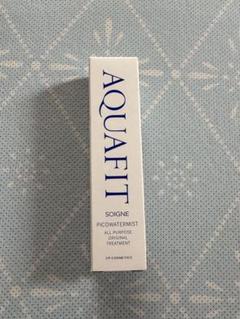 AQUAFIT
SOIGNE
PICOWATERMIST
ALL PURPOSE
ORIGINAL
TREATMENT